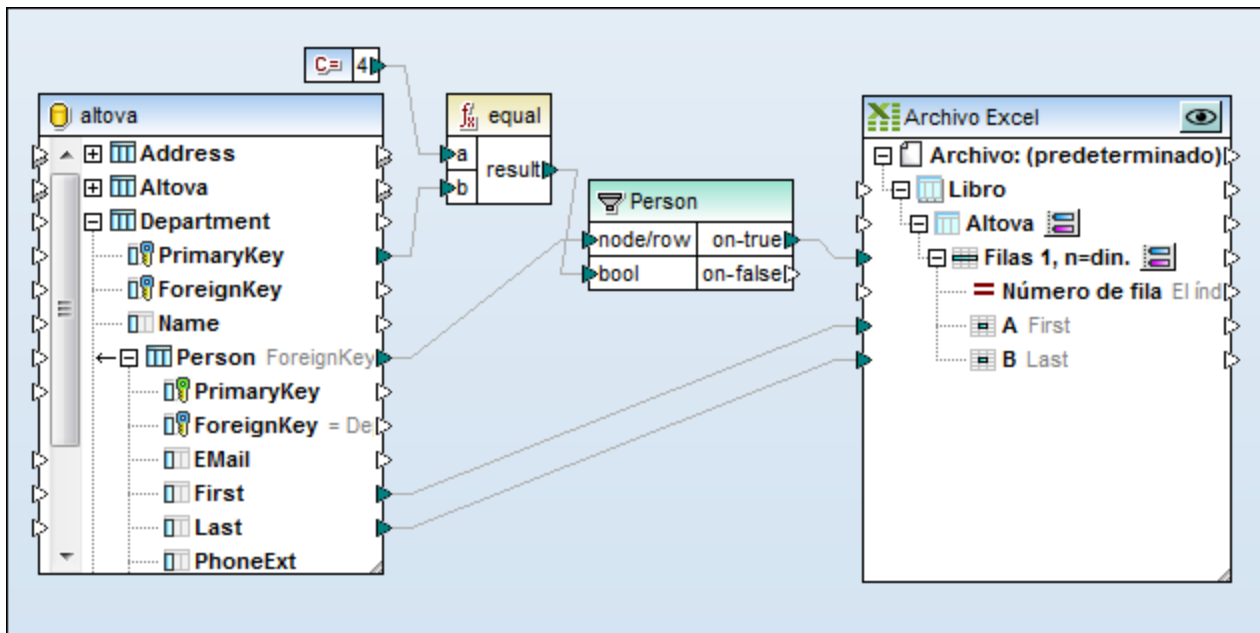 C= 4
altova
Address
Altova
Department
PrimaryKey
ForeignKey
Name
Person ForeignKey
PrimaryKey
ForeignKey = De
EMail
First
Last
PhoneExt
fx equal
a
b
result
Person
node/row on-true
bool on-false
Archivo Excel
Archivo: (predeterminado)
Libro
Altova
Filas 1, n=din.
= Número de fila El índ
A First
B Last